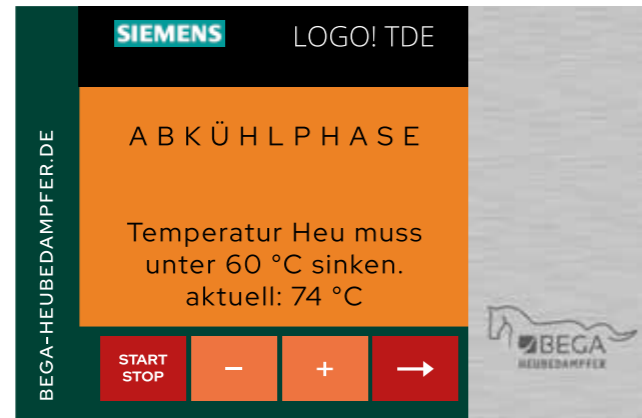 SIEMENS LOGO! TDE
BEGA-HEUBEDAMPFER.DE
ABKÜHLPHASE
Temperatur Heu muss
unter 60 °C sinken.
aktuell: 74 °C
START
STOP
−
+
→
BEGA
HEUBEDAMPFER